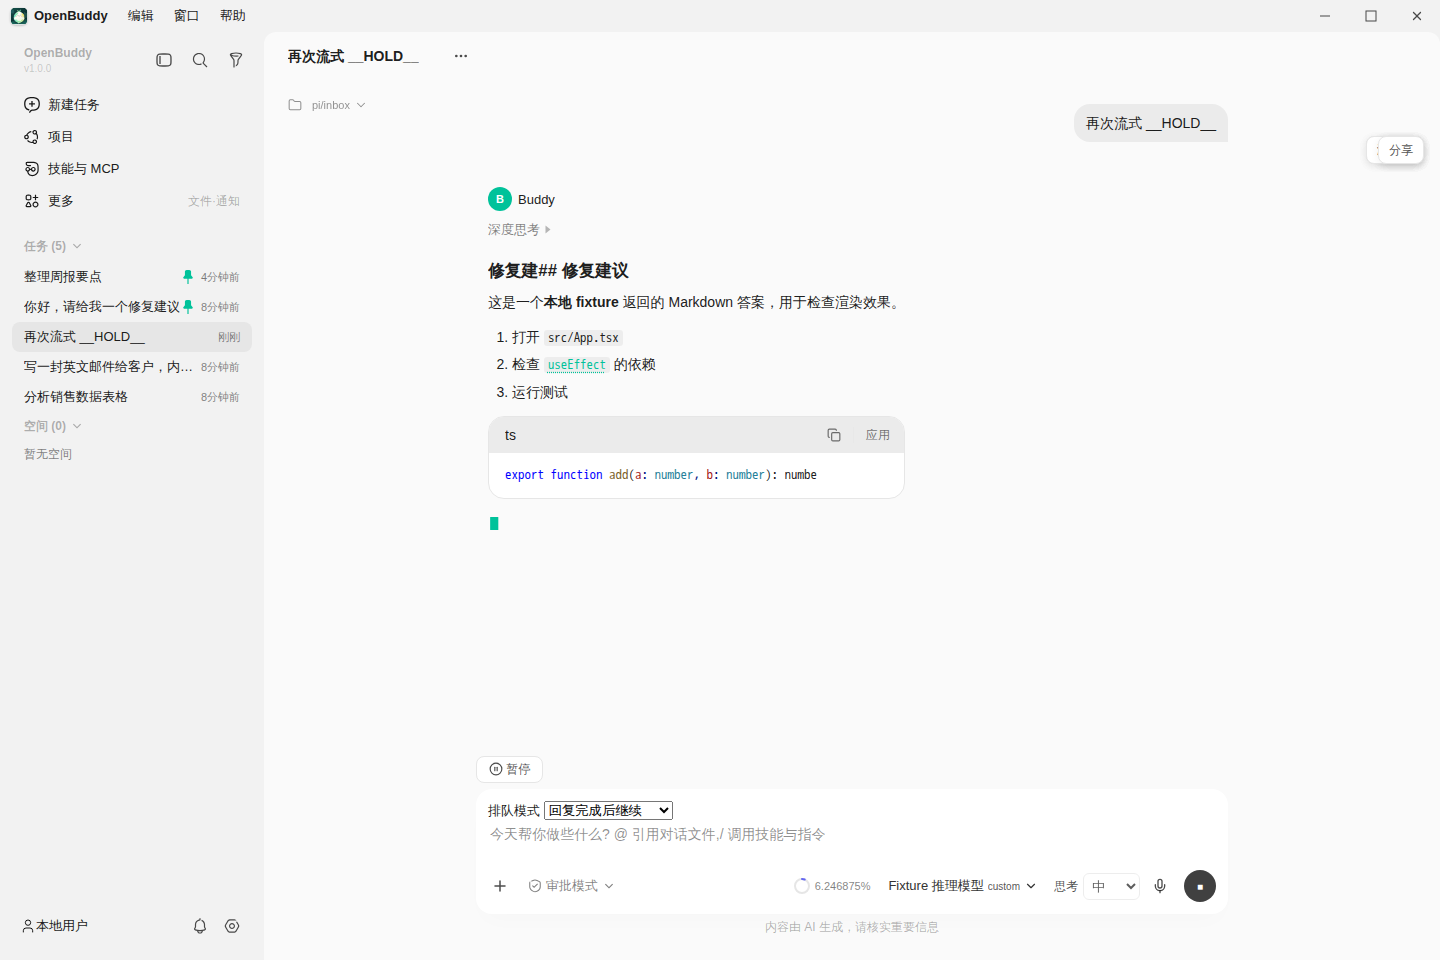 OpenBuddy 编辑 窗口 帮助
OpenBuddy
v1.0.0
新建任务
项目
技能与 MCP
更多 文件·通知
任务 (5)
整理周报要点 4分钟前
你好，请给我一个修复建议 8分钟前
再次流式 __HOLD__ 刚刚
写一封英文邮件给客户，内… 8分钟前
分析销售数据表格 8分钟前
空间 (0)
暂无空间
本地用户
再次流式 __HOLD__ ···
pi/inbox
再次流式 __HOLD__
分享
B Buddy
深度思考
修复建## 修复建议
这是一个本地 fixture 返回的 Markdown 答案，用于检查渲染效果。
1. 打开 src/App.tsx
2. 检查 useEffect 的依赖
3. 运行测试
ts 应用
export function add(a: number, b: number): numbe
暂停
排队模式 回复完成后继续
今天帮你做些什么? @ 引用对话文件,/ 调用技能与指令
审批模式 6.246875% Fixture 推理模型 custom 思考 中
内容由 AI 生成，请核实重要信息